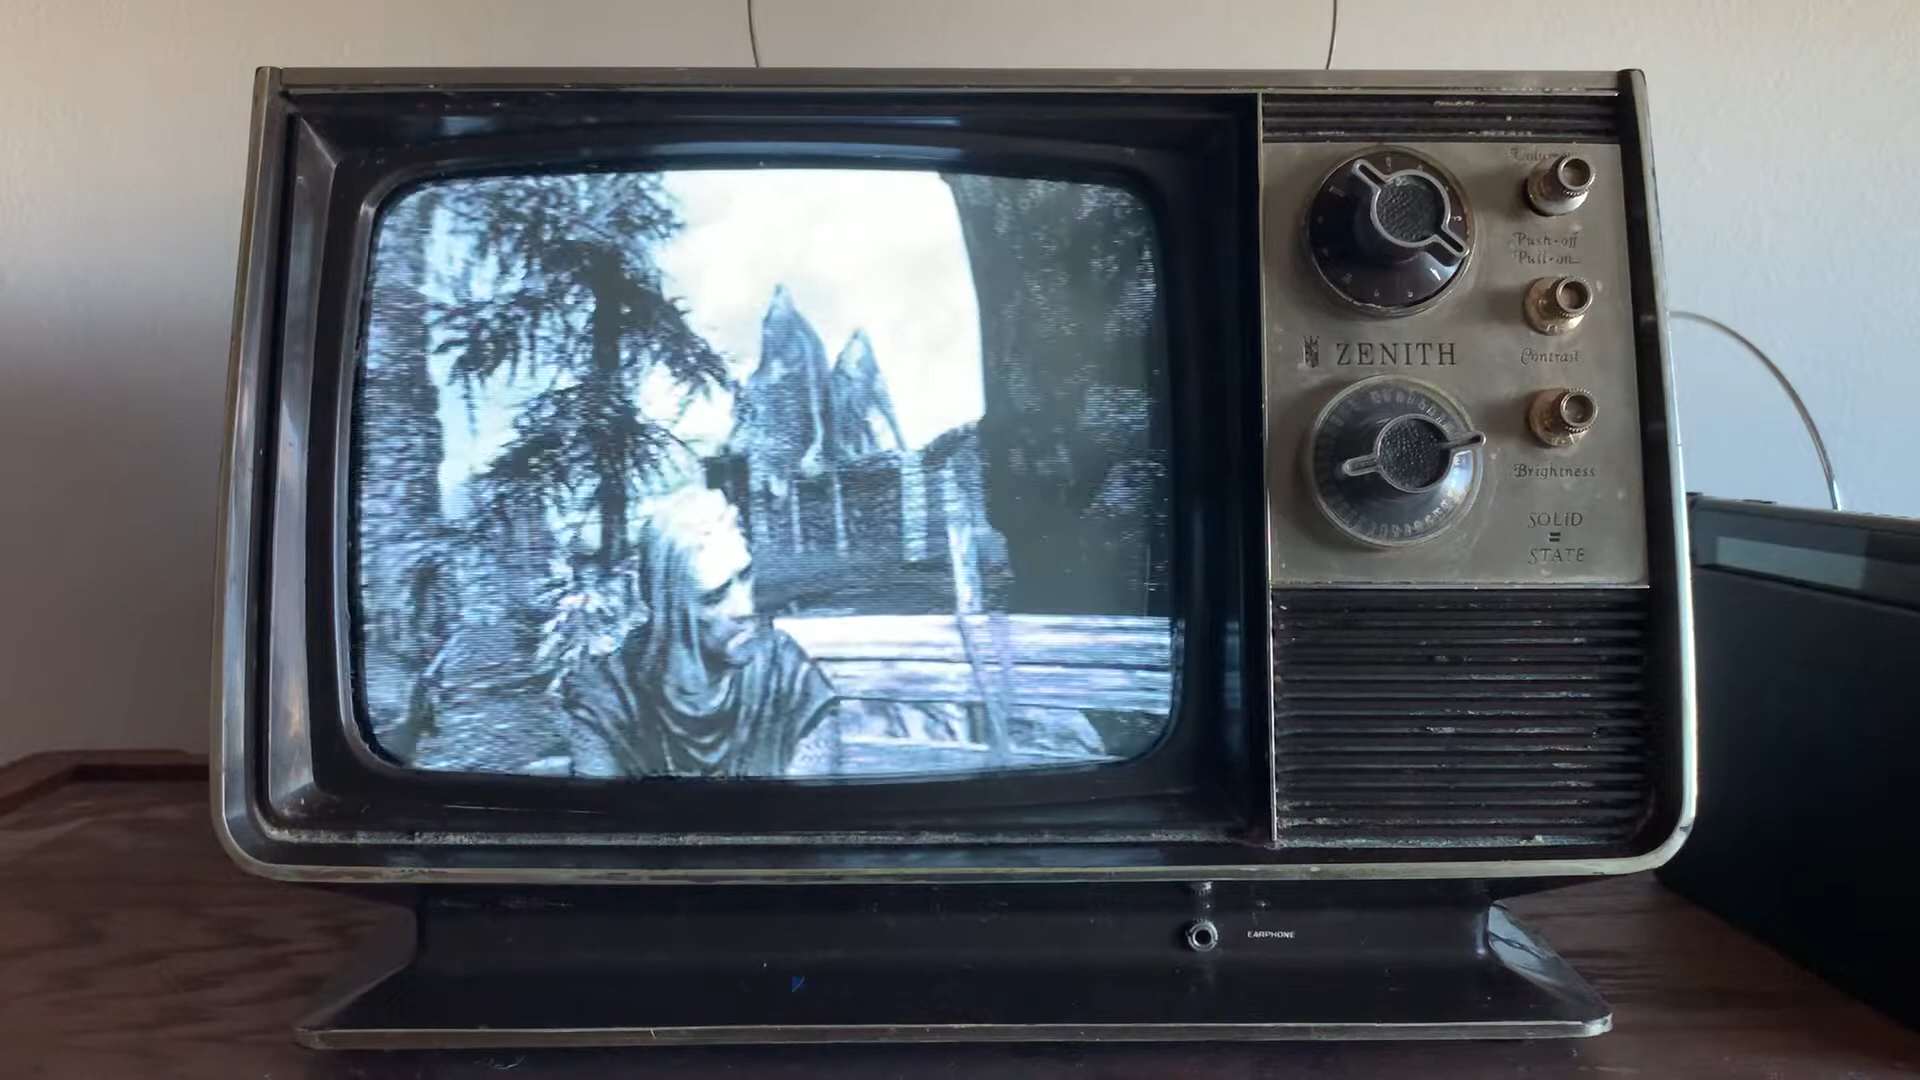 Volume
Push-off
Pull-on
ZENITH
Contrast
Brightness
SOLID
STATE
EARPHONE